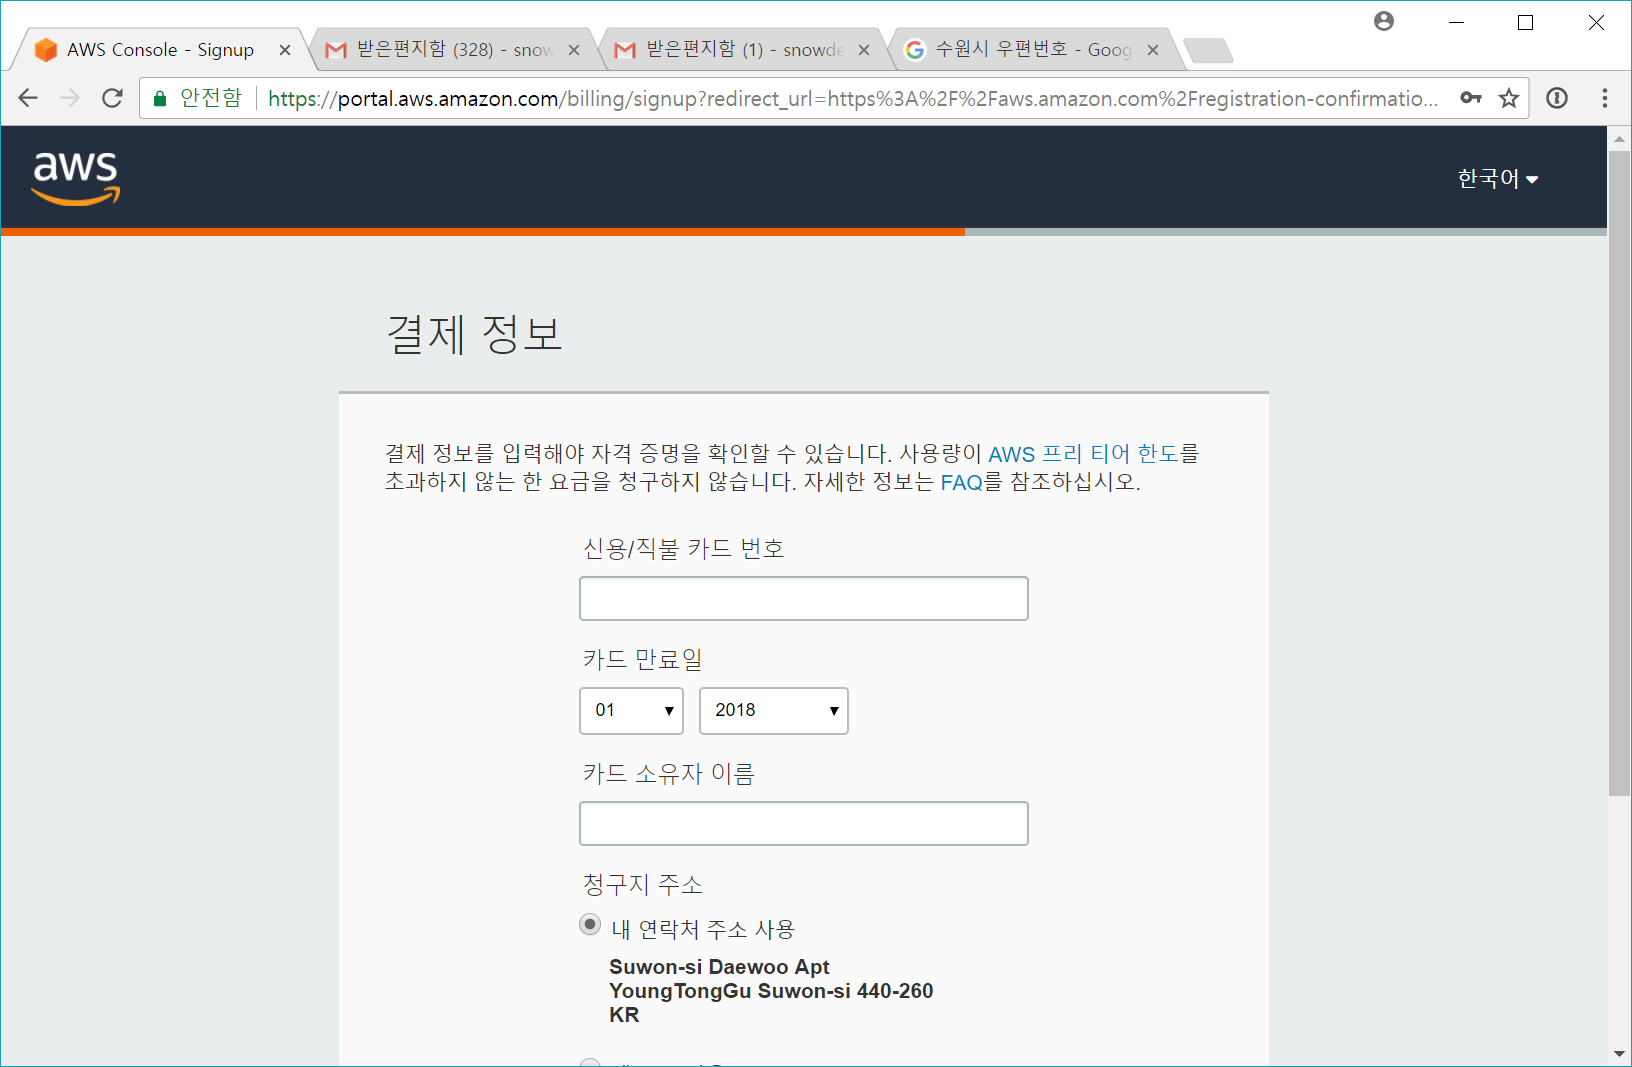 AWS Console - Signup
받은편지함 (328) - snow
받은편지함 (1) - snowde
수원시 우편번호 - Goog
안전함
https://portal.aws.amazon.com/billing/signup?redirect_url=https%3A%2F%2Faws.amazon.com%2Fregistration-confirmatio...
aws
한국어
결제 정보
결제 정보를 입력해야 자격 증명을 확인할 수 있습니다. 사용량이 AWS 프리 티어 한도를
초과하지 않는 한 요금을 청구하지 않습니다. 자세한 정보는 FAQ를 참조하십시오.
신용/직불 카드 번호
카드 만료일
01
2018
카드 소유자 이름
청구지 주소
내 연락처 주소 사용
Suwon-si Daewoo Apt
YoungTongGu Suwon-si 440-260
KR